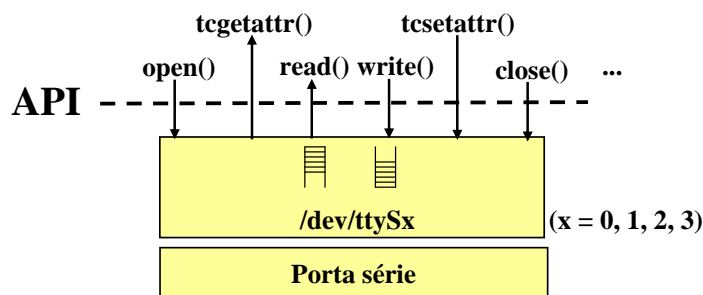 tcgetattr() tcsetattr()
open() read() write() close() ...
API
/dev/ttySx (x = 0, 1, 2, 3)
Porta série